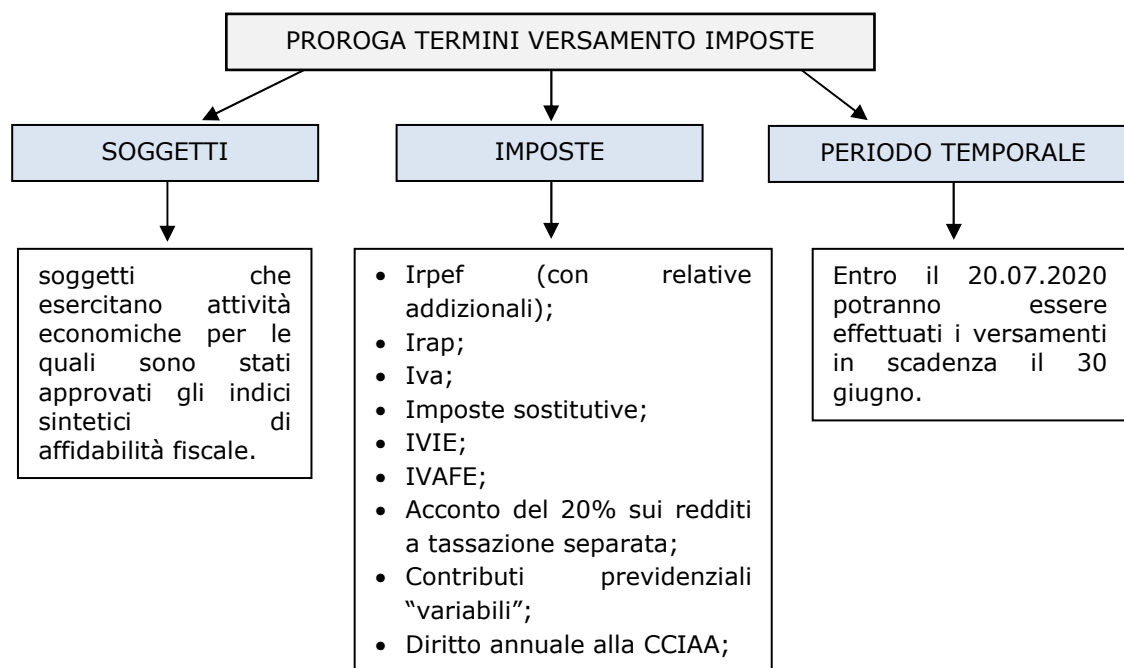 PROROGA TERMINI VERSAMENTO IMPOSTE
SOGGETTI
soggetti che
esercitano attività
economiche per le
quali sono stati
approvati gli indici
sintetici di
affidabilità fiscale.
IMPOSTE
• Irpef (con relative
addizionali);
• Irap;
• Iva;
• Imposte sostitutive;
• IVIE;
• IVAFE;
• Acconto del 20% sui redditi
a tassazione separata;
• Contributi previdenziali
“variabili”;
• Diritto annuale alla CCIAA;
PERIODO TEMPORALE
Entro il 20.07.2020
potranno essere
effettuati i versamenti
in scadenza il 30
giugno.